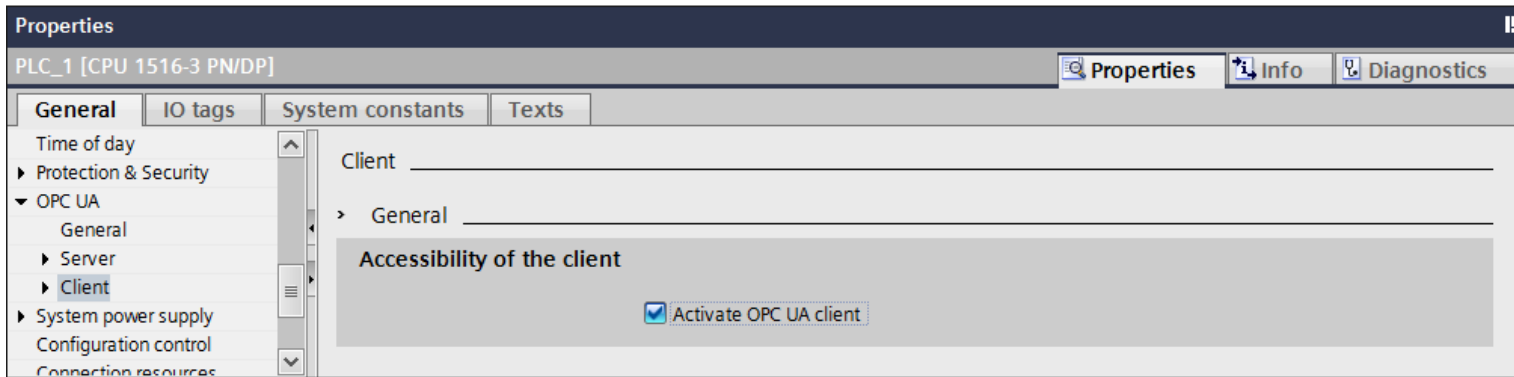 Properties
PLC_1 [CPU 1516-3 PN/DP]
Properties
Info
Diagnostics
General
IO tags
System constants
Texts
Time of day
Protection & Security
OPC UA
General
Server
Client
System power supply
Configuration control
Connection resources
Client
General
Accessibility of the client
Activate OPC UA client